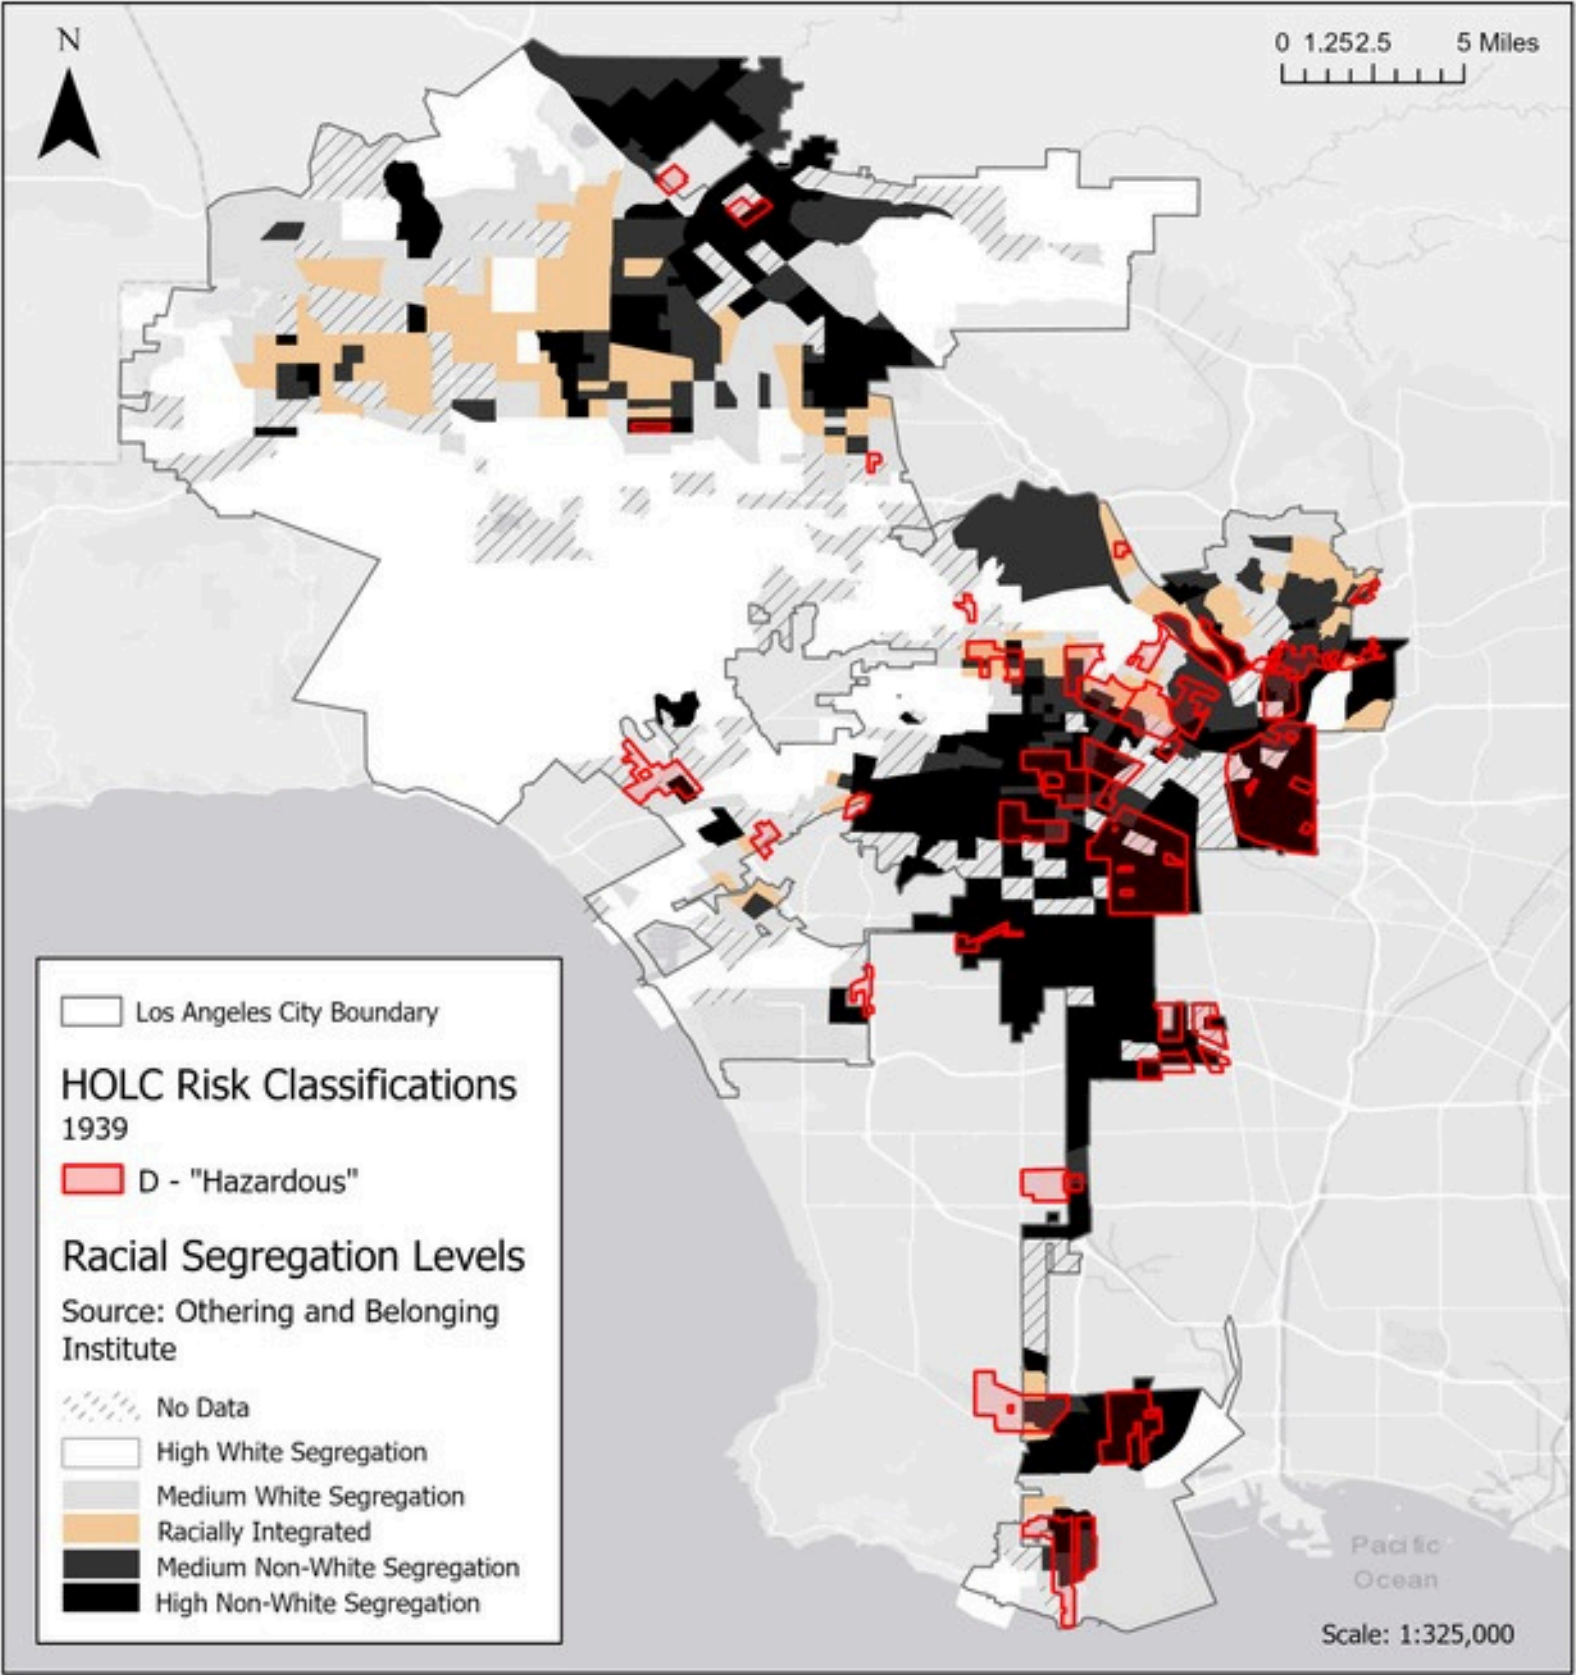 N
0 1.252.5 5 Miles
Los Angeles City Boundary
HOLC Risk Classifications
1939
D - "Hazardous"
Racial Segregation Levels
Source: Othering and Belonging
Institute
No Data
High White Segregation
Medium White Segregation
Racially Integrated
Medium Non-White Segregation
High Non-White Segregation
Pacific
Ocean
Scale: 1:325,000